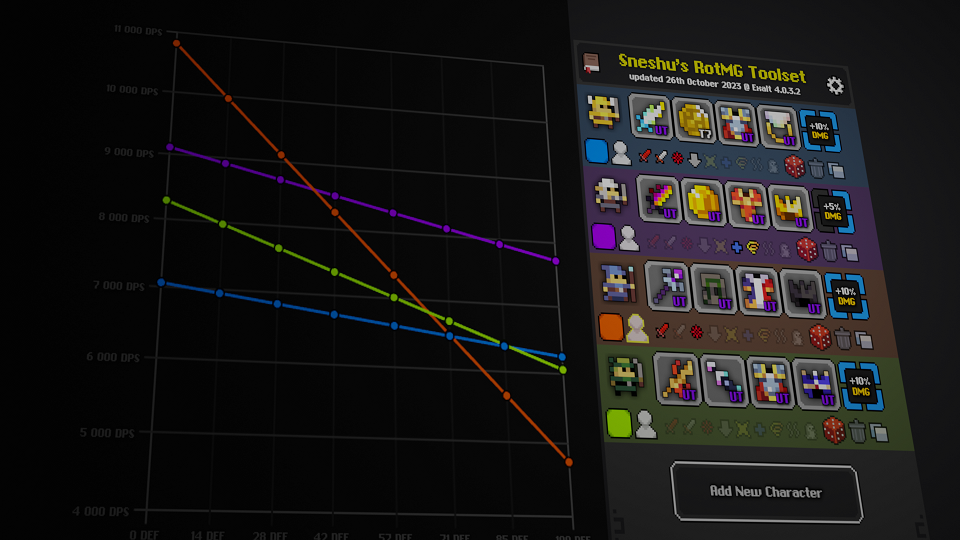 11 000 DPS
10 000 DPS
9 000 DPS
8 000 DPS
7 000 DPS
6 000 DPS
5 000 DPS
4 000 DPS
0 DEF
14 DEF
28 DEF
42 DEF
57 DEF
71 DEF
85 DEF
100 DEF
Sneshu's RotMG Toolset
updated 26th October 2023 @ Exalt 4.0.3.2
UT
T7
UT
UT
+10%
DMG
UT
UT
UT
UT
+5%
DMG
UT
UT
UT
UT
+10%
DMG
UT
UT
UT
UT
+10%
DMG
Add New Character